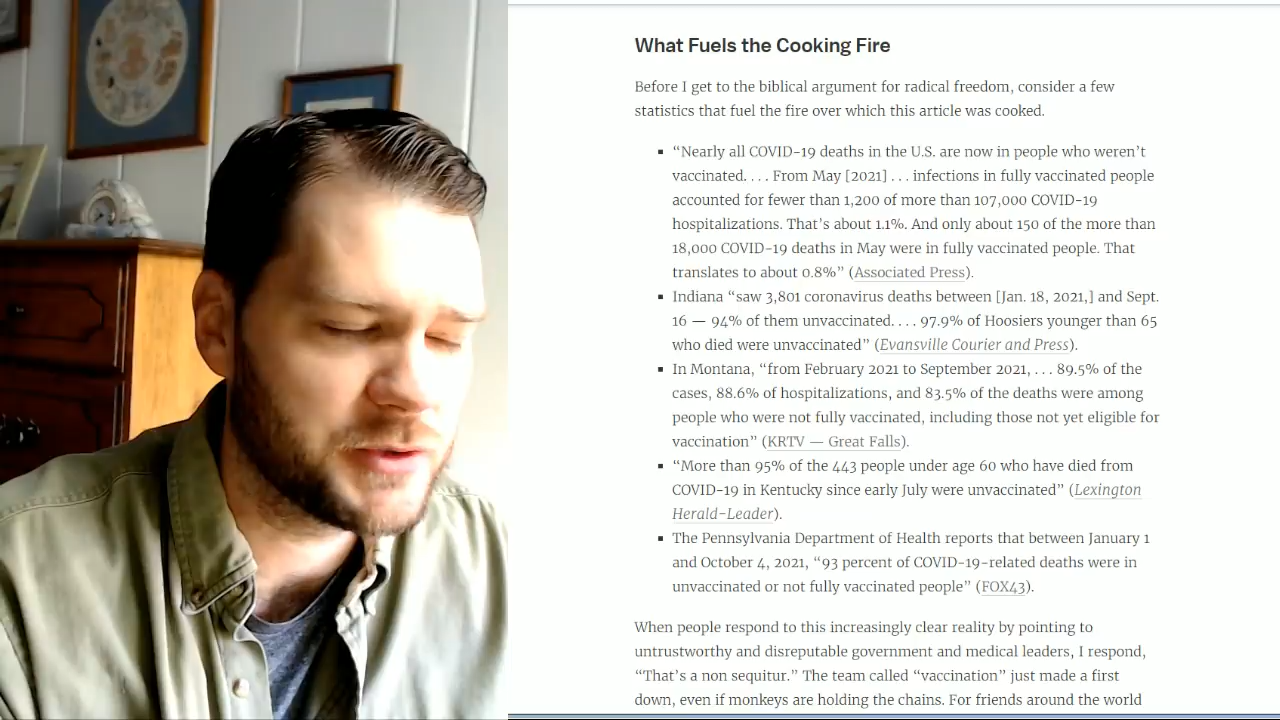 What Fuels the Cooking Fire
Before I get to the biblical argument for radical freedom, consider a few
statistics that fuel the fire over which this article was cooked.
▪ “Nearly all COVID-19 deaths in the U.S. are now in people who weren’t
vaccinated. . . . From May [2021] . . . infections in fully vaccinated people
accounted for fewer than 1,200 of more than 107,000 COVID-19
hospitalizations. That’s about 1.1%. And only about 150 of the more than
18,000 COVID-19 deaths in May were in fully vaccinated people. That
translates to about 0.8%” (Associated Press).
▪ Indiana “saw 3,801 coronavirus deaths between [Jan. 18, 2021,] and Sept.
16 — 94% of them unvaccinated. . . . 97.9% of Hoosiers younger than 65
who died were unvaccinated” (Evansville Courier and Press).
▪ In Montana, “from February 2021 to September 2021, . . . 89.5% of the
cases, 88.6% of hospitalizations, and 83.5% of the deaths were among
people who were not fully vaccinated, including those not yet eligible for
vaccination” (KRTV — Great Falls).
▪ “More than 95% of the 443 people under age 60 who have died from
COVID-19 in Kentucky since early July were unvaccinated” (Lexington
Herald-Leader).
▪ The Pennsylvania Department of Health reports that between January 1
and October 4, 2021, “93 percent of COVID-19-related deaths were in
unvaccinated or not fully vaccinated people” (FOX43).
When people respond to this increasingly clear reality by pointing to
untrustworthy and disreputable government and medical leaders, I respond,
“That’s a non sequitur.” The team called “vaccination” just made a first
down, even if monkeys are holding the chains. For friends around the world